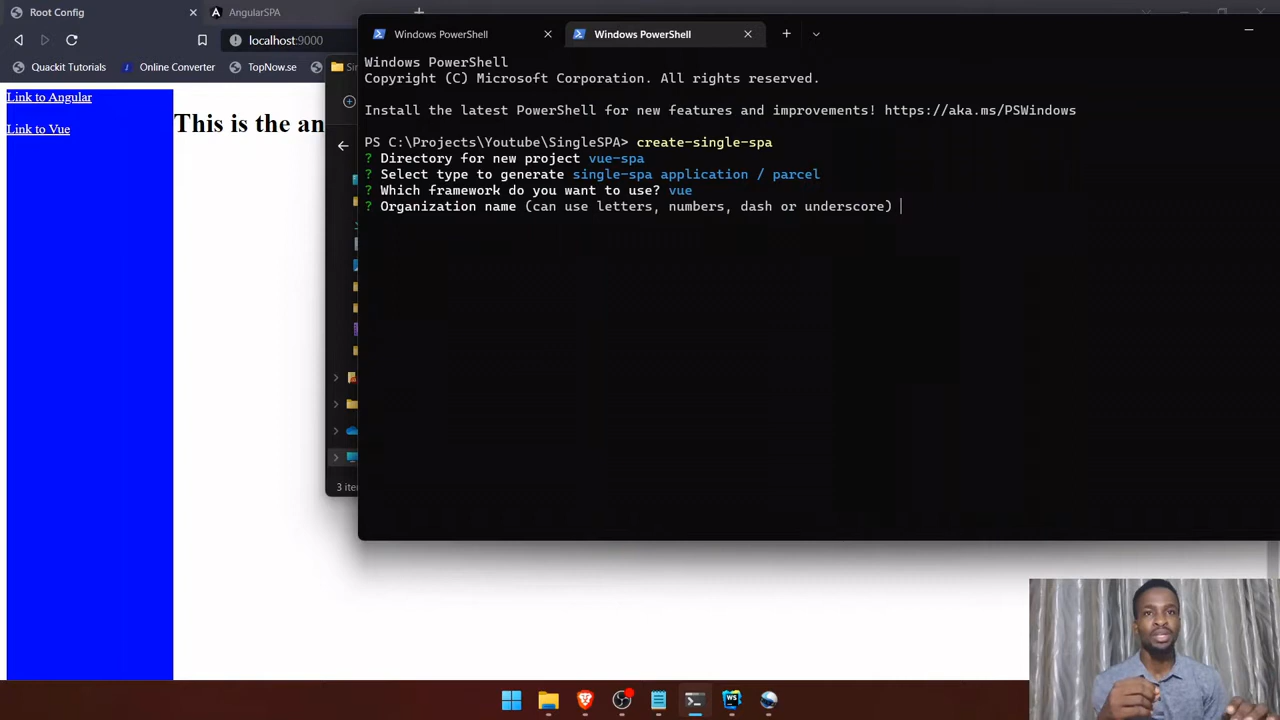 Root Config
AngularSPA
localhost:9000
Quackit Tutorials
Online Converter
TopNow.se
Link to Angular
Link to Vue
This is the an
3 ite
Windows PowerShell
Windows PowerShell
Windows PowerShell
Copyright (C) Microsoft Corporation. All rights reserved.
Install the latest PowerShell for new features and improvements! https://aka.ms/PSWindows
PS C:\Projects\Youtube\SingleSPA> create-single-spa
? Directory for new project vue-spa
? Select type to generate single-spa application / parcel
? Which framework do you want to use? vue
? Organization name (can use letters, numbers, dash or underscore)